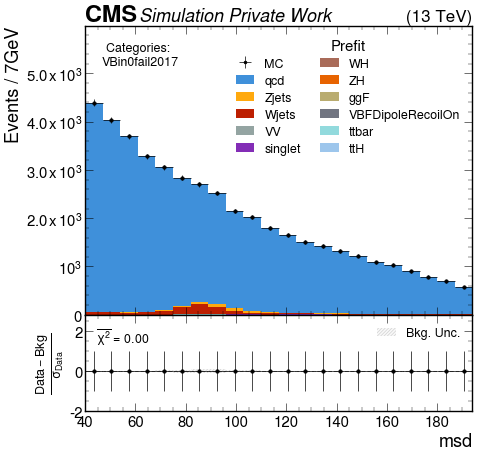 CMS Simulation Private Work (13 TeV)
Events / 7GeV
Categories:
VBin0fail2017
Prefit
MC
qcd
Zjets
Wjets
VV
singlet
WH
ZH
ggF
VBFDipoleRecoilOn
ttbar
ttH
5.0 x 10³
4.0 x 10³
3.0 x 10³
2.0 x 10³
10³
0
Data − Bkg
σData
χ² = 0.00
Bkg. Unc.
2
0
-2
40 60 80 100 120 140 160 180
msd